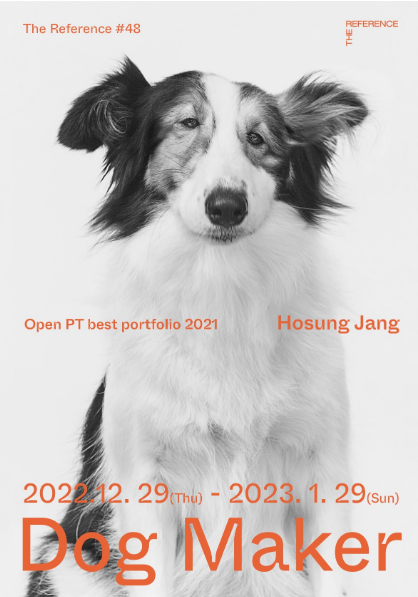 The Reference #48
THE REFERENCE
Open PT best portfolio 2021
Hosung Jang
2022.12. 29(Thu) - 2023. 1. 29(Sun)
Dog Maker